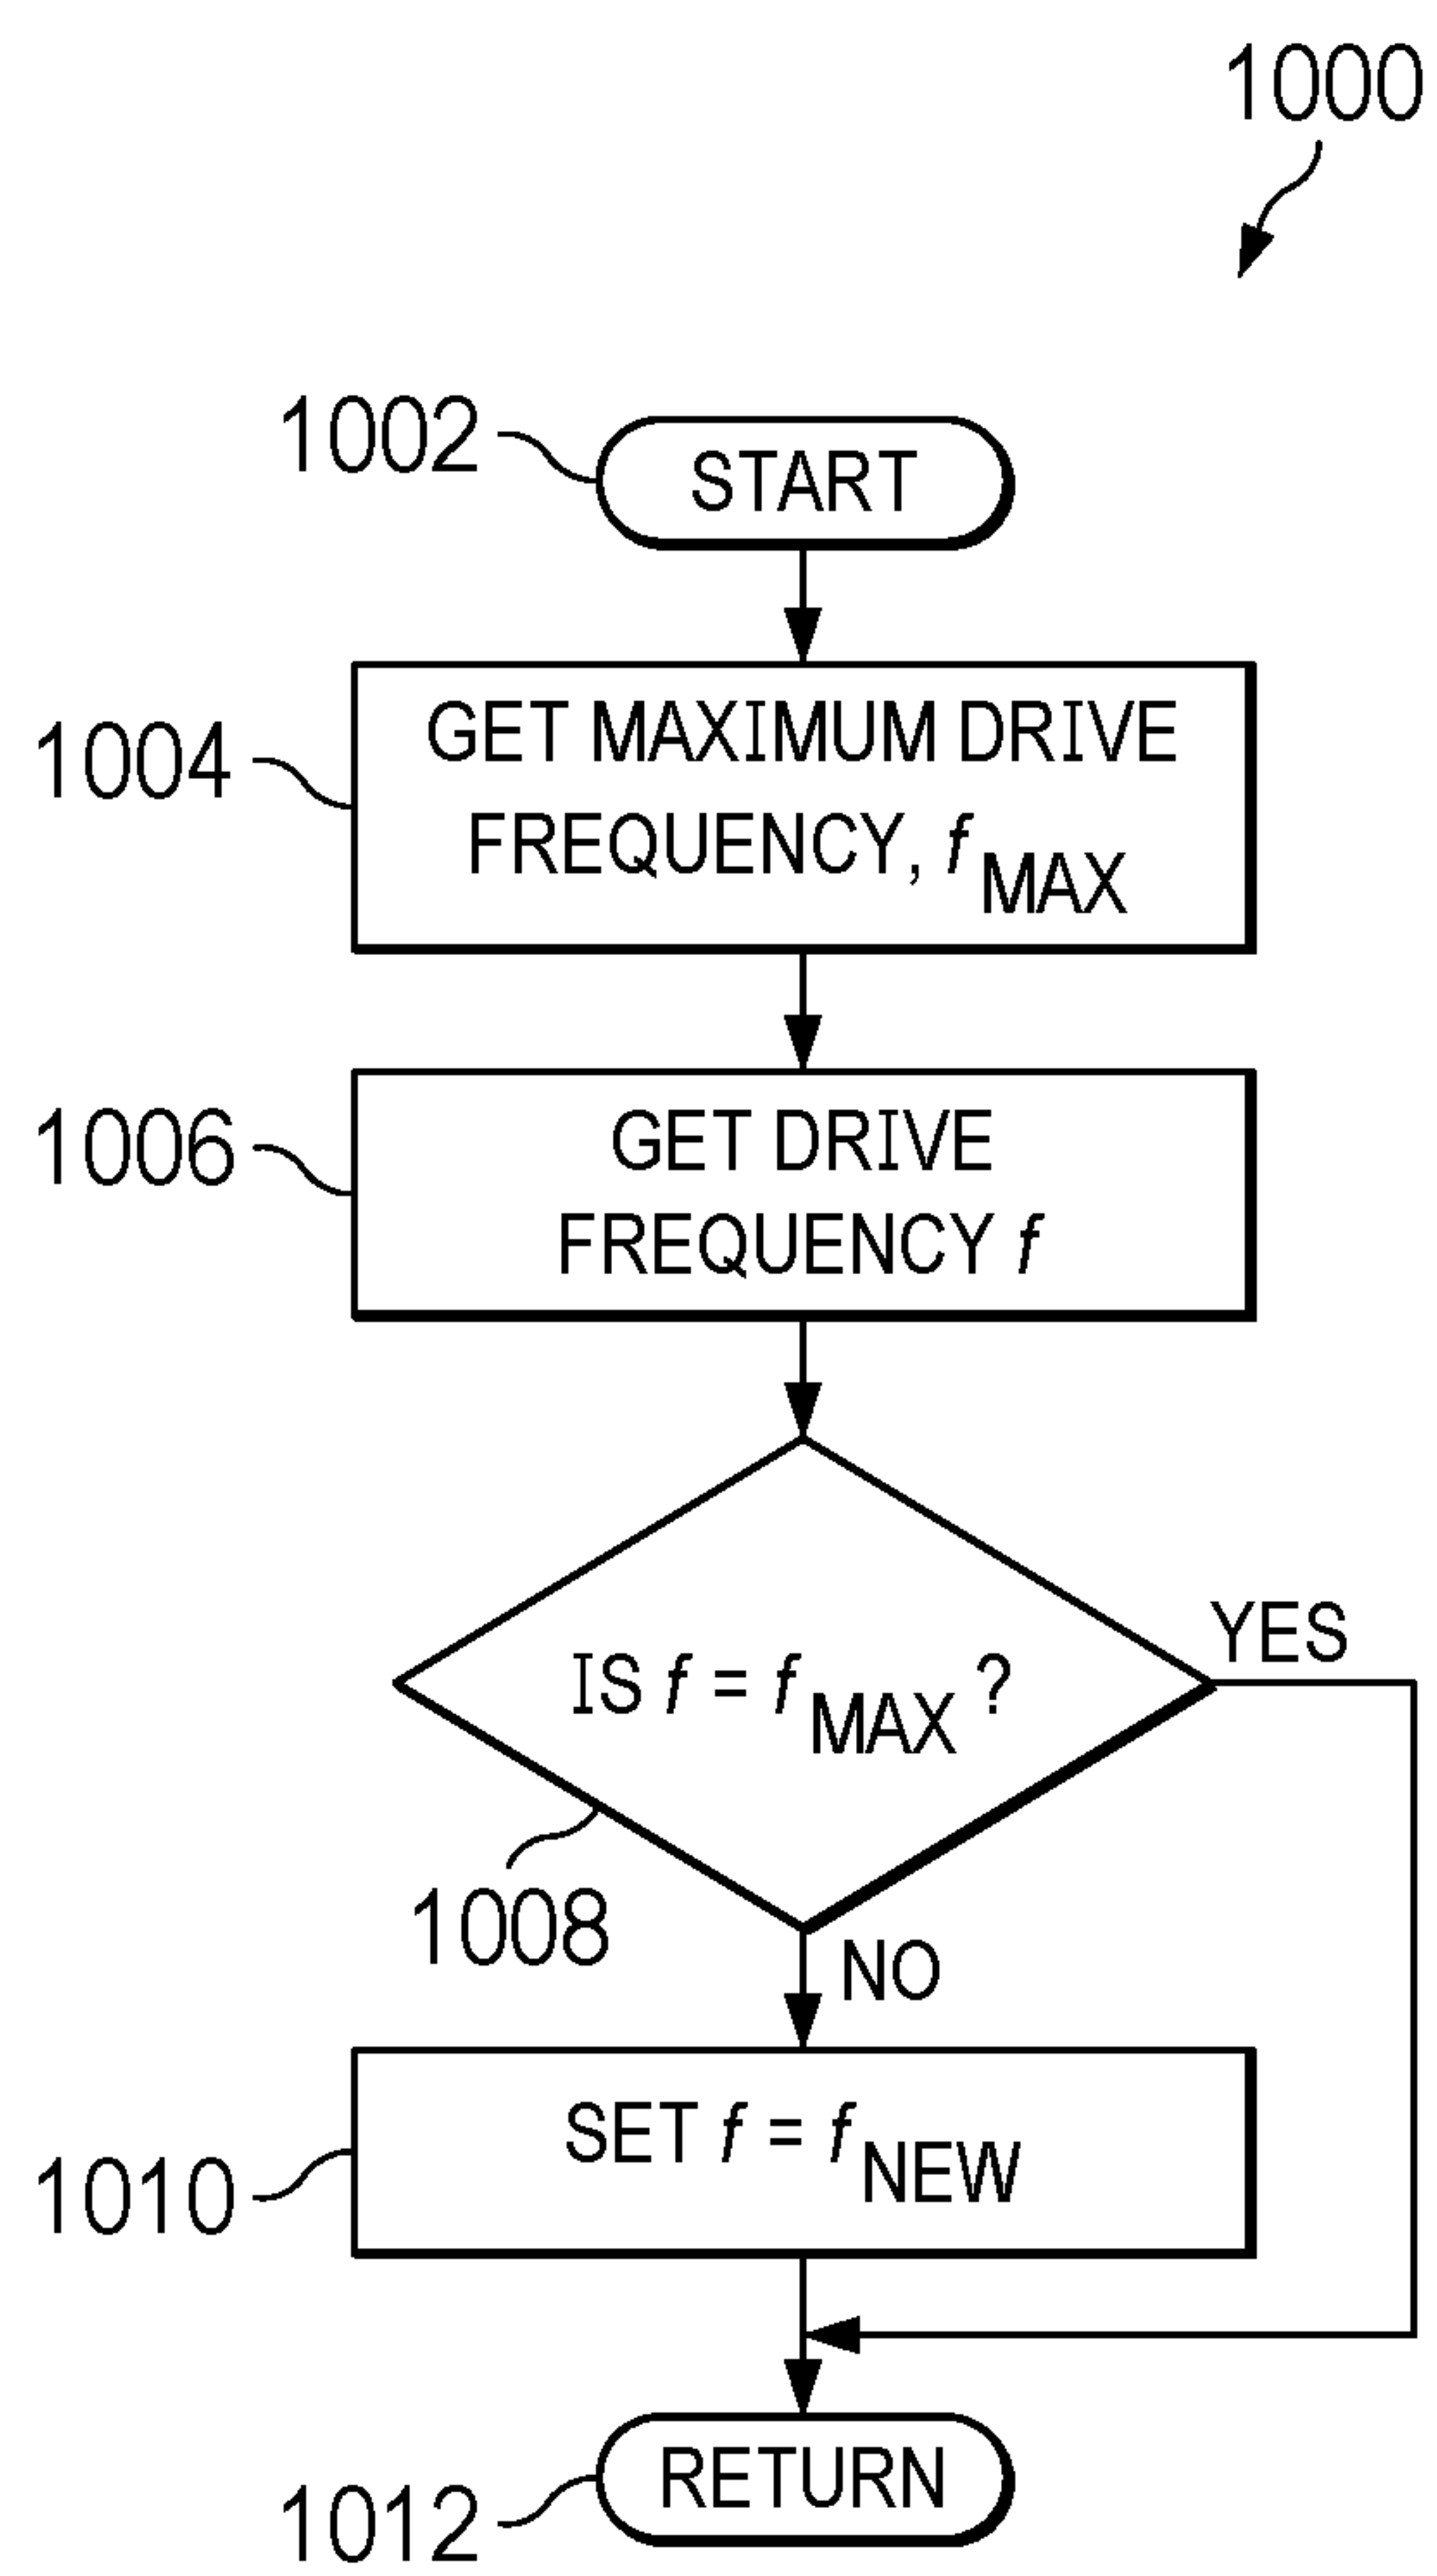 1000
1002
START
1004
GET MAXIMUM DRIVE
FREQUENCY, f MAX
1006
GET DRIVE
FREQUENCY f
IS f = f MAX ?
YES
1008
NO
SET f = f NEW
1010
RETURN
1012